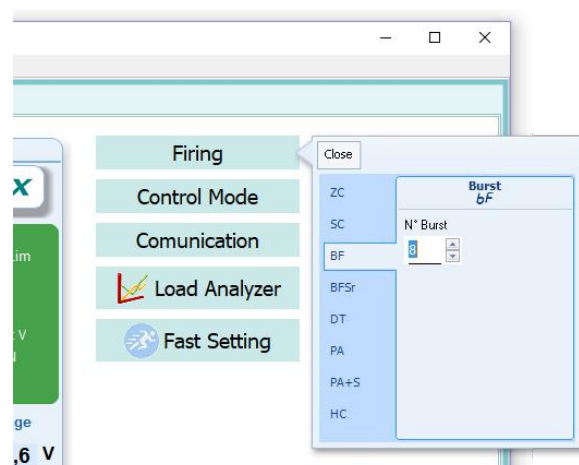 Firing
Control Mode
Comunication
Load Analyzer
Fast Setting
Close
ZC
SC
BF
BFSr
DT
PA
PA+S
HC
Burst
bF
N° Burst
8
x
V
ge
,6 V